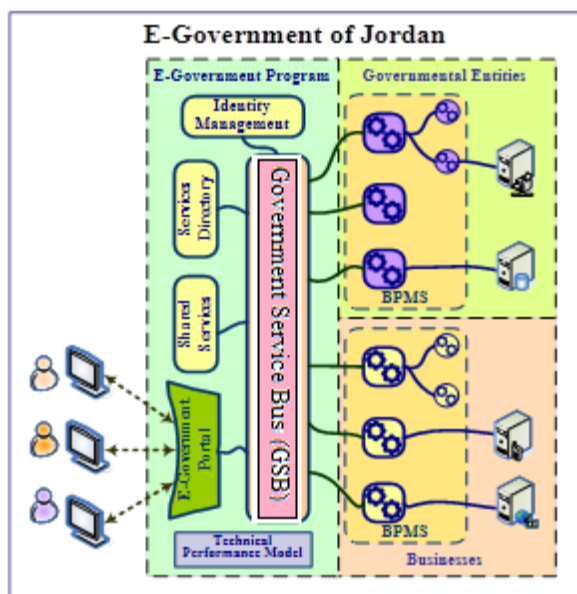 E-Government of Jordan
E-Government Program
Governmental Entities
Identity
Management
Services
Directory
Shared
Services
E-Government
Portal
Government Service Bus (GSB)
Technical
Performance Model
BPMS
BPMS
Businesses